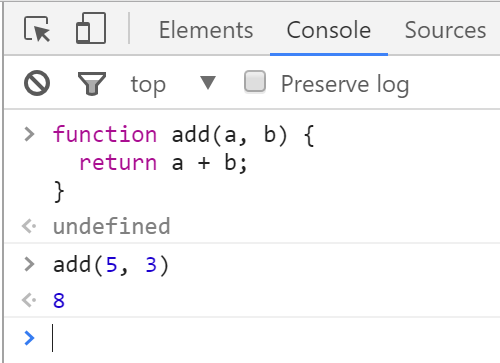 Elements Console Sources
top Preserve log
> function add(a, b) {
  return a + b;
}
undefined
> add(5, 3)
8
>